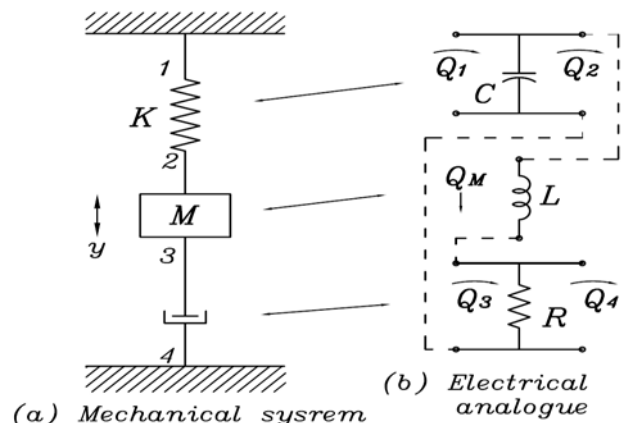 1
K
2
M
y
3
4
(a) Mechanical sysrem
Q1
Q2
C
QM
L
Q3
Q4
R
(b) Electrical
analogue